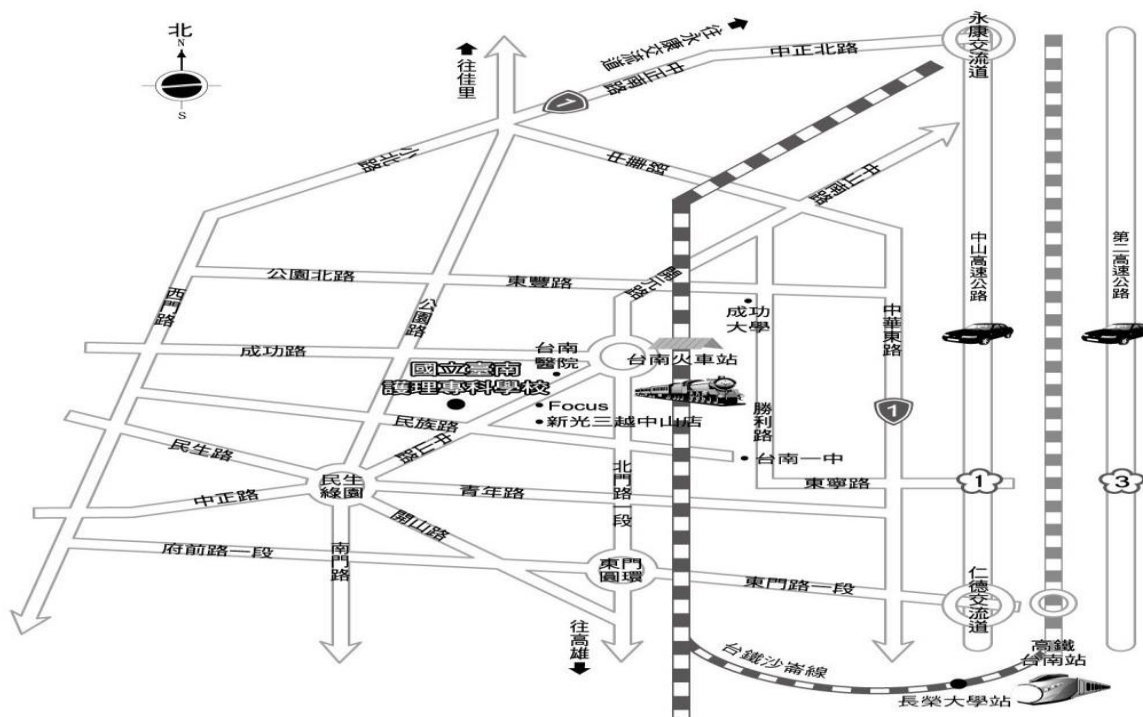 北
N
S
往佳里
往永康交流道
中正南路
中正北路
永康交流道
1
小北路
中華路
中山南路
中山高速公路
第二高速公路
公園北路
東豐路
開元路
西門路
公園路
成功
大學
中華東路
成功路
台南
醫院
台南火車站
國立臺南
護理專科學校
Focus
新光三越中山店
勝利路
1
民族路
中山路
台南一中
民生路
北門路一段
民生
綠園
中正路
青年路
東寧路
1
3
開山路
府前路一段
南門路
東門
圓環
東門路一段
仁德交流道
往高雄
台鐵沙崙線
高鐵
台南站
長榮大學站